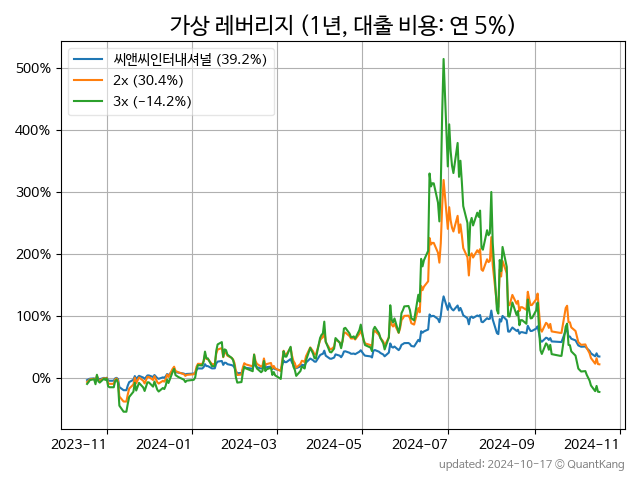 가상 레버리지 (1년, 대출 비용: 연 5%)
씨앤씨인터내셔널 (39.2%)
2x (30.4%)
3x (−14.2%)
500%
400%
300%
200%
100%
0%
2023-11 2024-01 2024-03 2024-05 2024-07 2024-09 2024-11
updated: 2024-10-17 © QuantKang